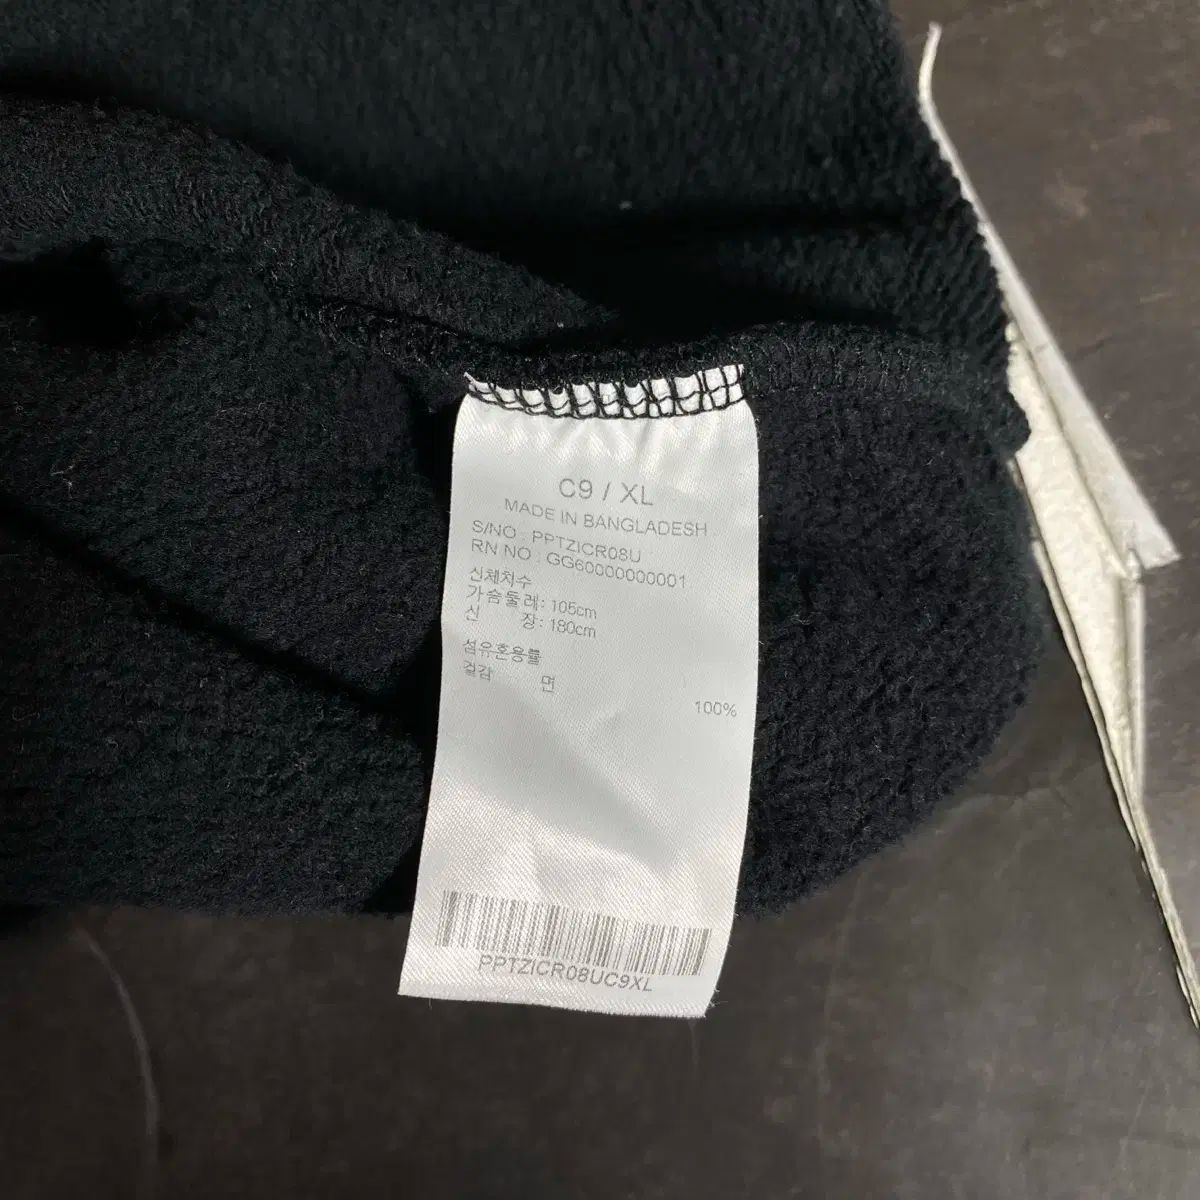 C9 / XL
MADE IN BANGLADESH
S/NO : PPTZICR08U
RN NO : GG60000000001
신체치수
가슴둘레: 105cm
신 장: 180cm
섬유혼용률
겉감 면
100%
PPTZICR08UC9XL